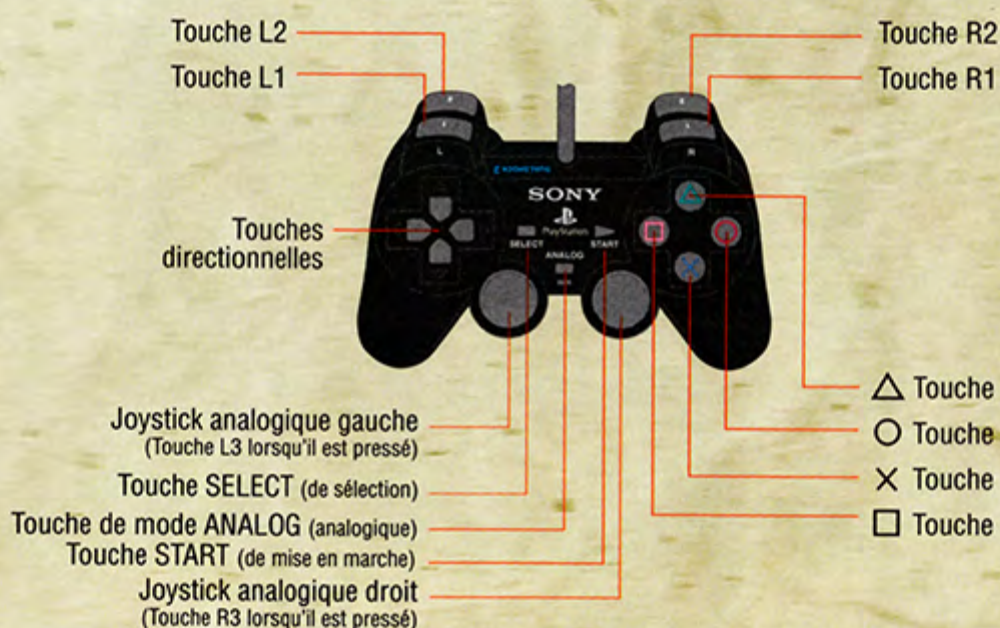 Touche L2
Touche R2
Touche L1
Touche R1
L
R
SONY
PlayStation
SELECT
START
ANALOG
Touches
directionnelles
△ Touche
○ Touche
× Touche
□ Touche
Joystick analogique gauche
(Touche L3 lorsqu'il est pressé)
Touche SELECT (de sélection)
Touche de mode ANALOG (analogique)
Touche START (de mise en marche)
Joystick analogique droit
(Touche R3 lorsqu'il est pressé)